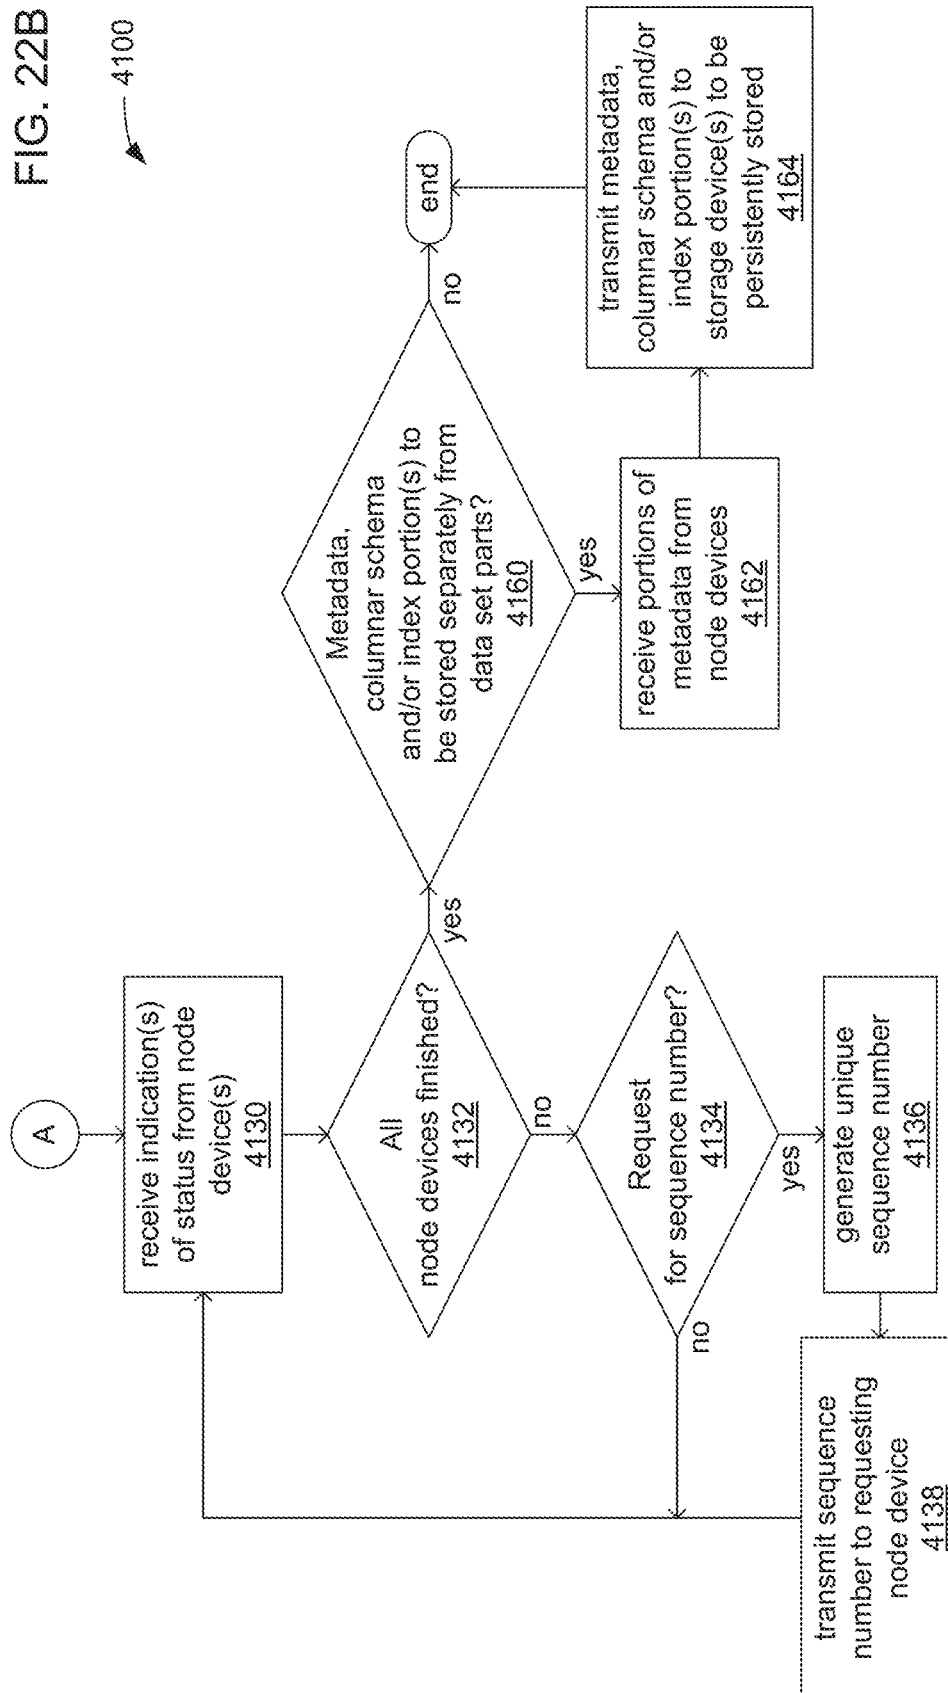 FIG. 22B
4100
A
receive indication(s)
of status from node
device(s)
4130
All
node devices finished?
4132
yes
no
Request
for sequence number?
4134
no
yes
generate unique
sequence number
4136
transmit sequence
number to requesting
node device
4138
Metadata,
columnar schema
and/or index portion(s) to
be stored separately from
data set parts?
4160
no
yes
end
receive portions of
metadata from
node devices
4162
transmit metadata,
columnar schema and/or
index portion(s) to
storage device(s) to be
persistently stored
4164